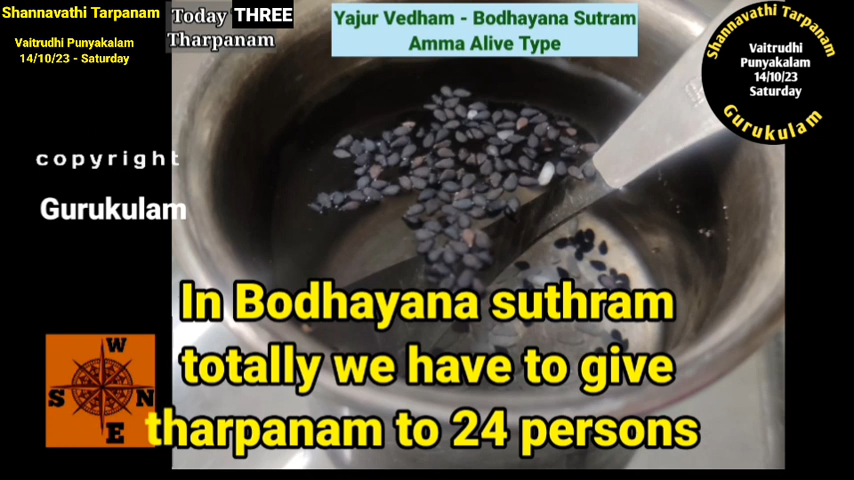 Shannavathi Tarpanam
Vaitrudhi Punyakalam
14/10/23 - Saturday
Today THREE
Tharpanam
Yajur Vedham - Bodhayana Sutram
Amma Alive Type
Shannavathi Tarpanam
Vaitrudhi
Punyakalam
14/10/23
Saturday
Gurukulam
copyright
Gurukulam
W
S N
E
In Bodhayana suthram
totally we have to give
tharpanam to 24 persons